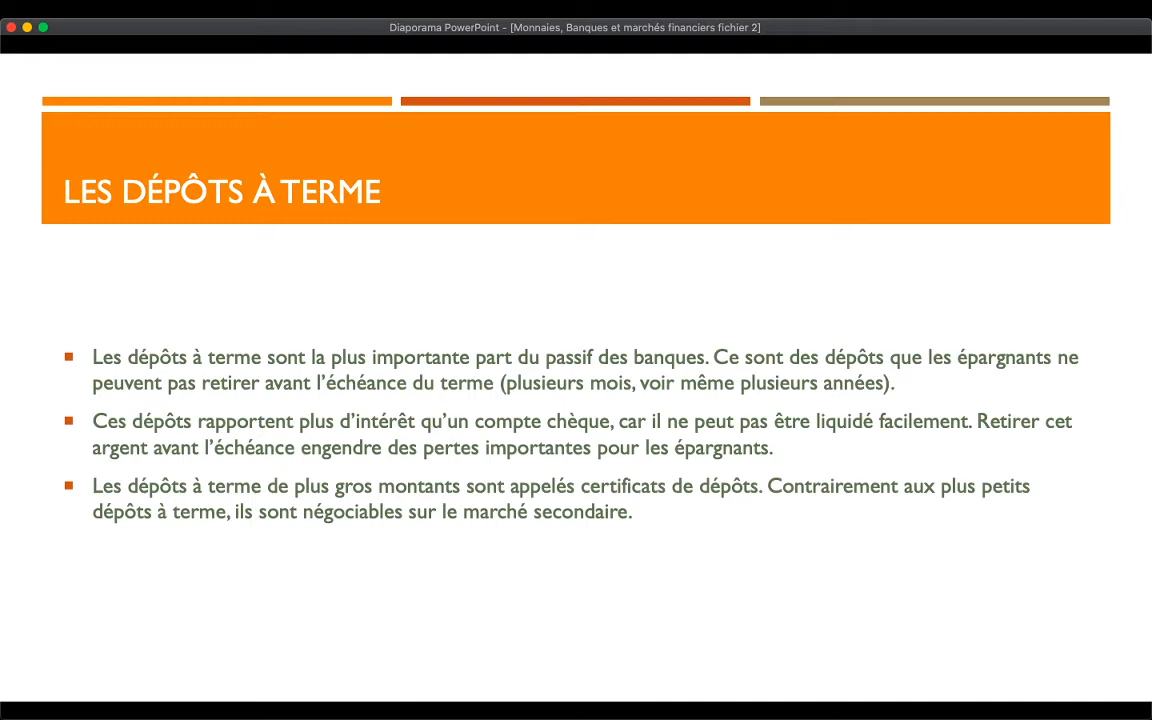 Diaporama PowerPoint - [Monnaies, Banques et marchés financiers fichier 2]
LES DÉPÔTS À TERME
Les dépôts à terme sont la plus importante part du passif des banques. Ce sont des dépôts que les épargnants ne
peuvent pas retirer avant l’échéance du terme (plusieurs mois, voir même plusieurs années).
Ces dépôts rapportent plus d’intérêt qu’un compte chèque, car il ne peut pas être liquidé facilement. Retirer cet
argent avant l’échéance engendre des pertes importantes pour les épargnants.
Les dépôts à terme de plus gros montants sont appelés certificats de dépôts. Contrairement aux plus petits
dépôts à terme, ils sont négociables sur le marché secondaire.